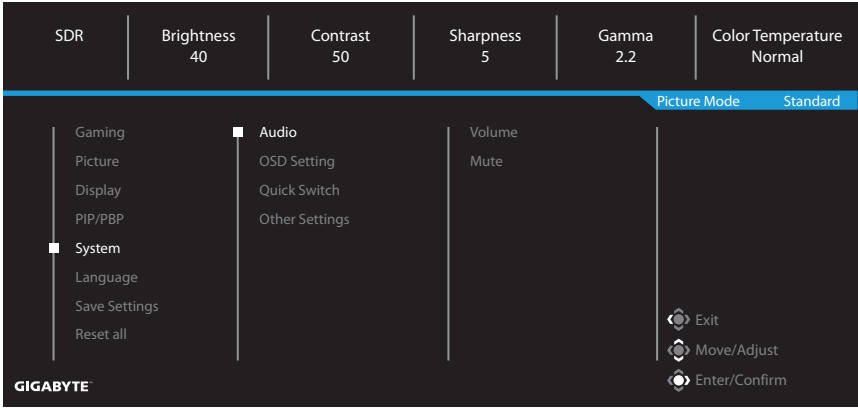 SDR
Brightness
40
Contrast
50
Sharpness
5
Gamma
2.2
Color Temperature
Normal
Picture Mode
Standard
Gaming
Picture
Display
PIP/PBP
System
Language
Save Settings
Reset all
Audio
OSD Setting
Quick Switch
Other Settings
Volume
Mute
Exit
Move/Adjust
Enter/Confirm
GIGABYTE™